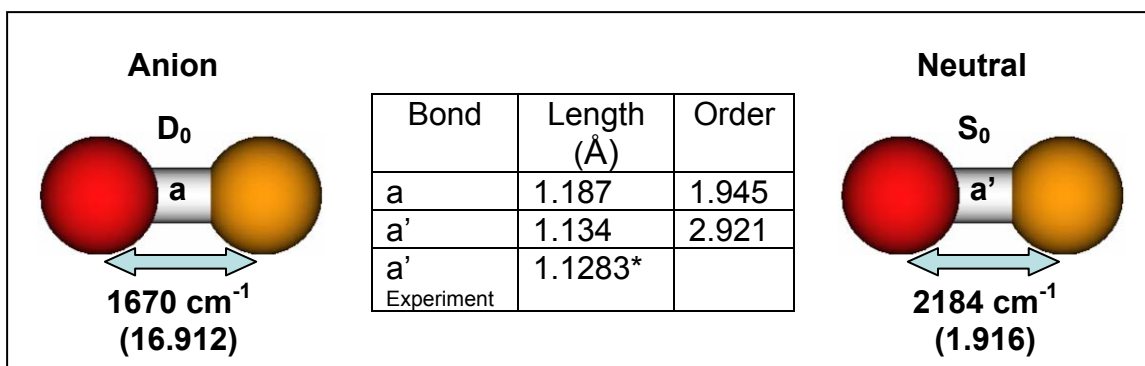 Anion
D₀
a
1670 cm⁻¹
(16.912)
Bond Length (Å) Order
a 1.187 1.945
a' 1.134 2.921
a' Experiment 1.1283*
Neutral
S₀
a'
2184 cm⁻¹
(1.916)